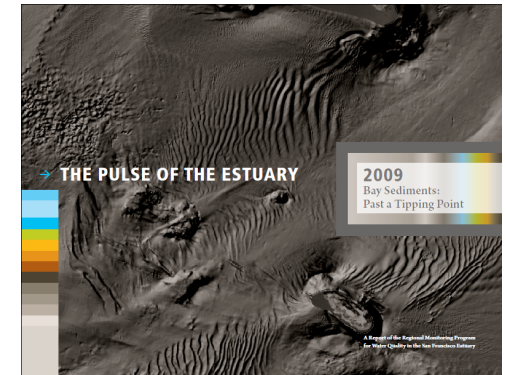 → THE PULSE OF THE ESTUARY
2009
Bay Sediments:
Past a Tipping Point
A Report of the Regional Monitoring Program
for Water Quality in the San Francisco Estuary